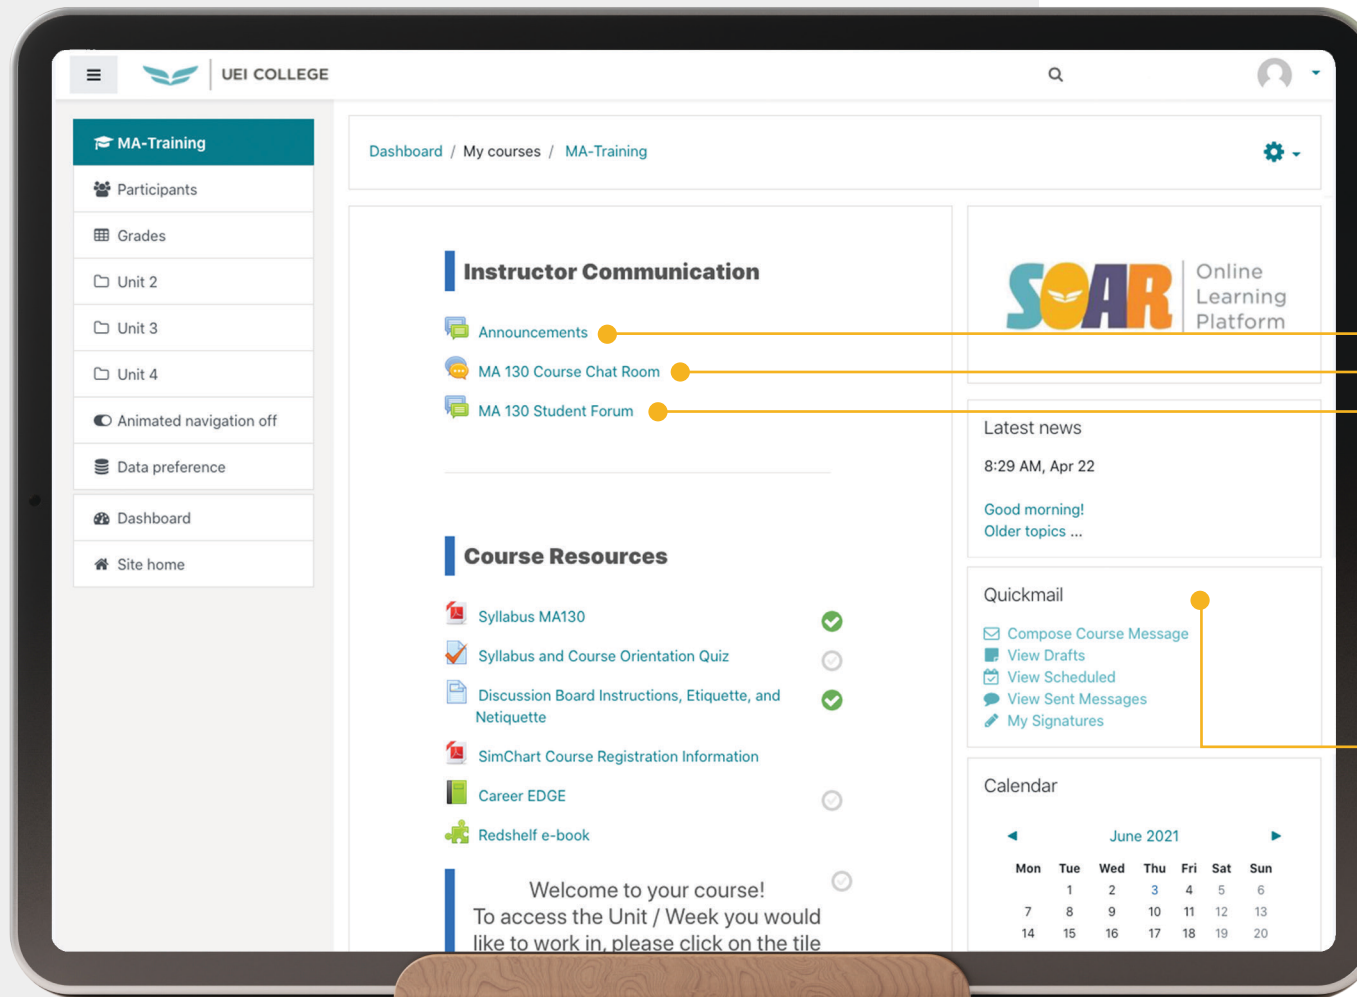 UEI COLLEGE
MA-Training
Participants
Grades
Unit 2
Unit 3
Unit 4
Animated navigation off
Data preference
Dashboard
Site home
Dashboard / My courses / MA-Training
Instructor Communication
Announcements
MA 130 Course Chat Room
MA 130 Student Forum
Course Resources
Syllabus MA130
Syllabus and Course Orientation Quiz
Discussion Board Instructions, Etiquette, and
Netiquette
SimChart Course Registration Information
Career EDGE
Redshelf e-book
Welcome to your course!
To access the Unit / Week you would
like to work in, please click on the tile
SOAR
Online
Learning
Platform
Latest news
8:29 AM, Apr 22
Good morning!
Older topics ...
Quickmail
Compose Course Message
View Drafts
View Scheduled
View Sent Messages
My Signatures
Calendar
June 2021
Mon Tue Wed Thu Fri Sat Sun
1 2 3 4 5 6
7 8 9 10 11 12 13
14 15 16 17 18 19 20